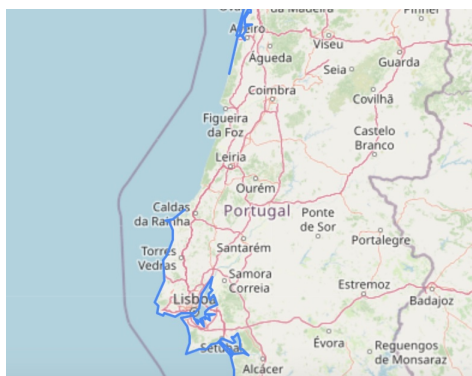 Ovar
da Madeira
Pinhel
Aveiro
Viseu
Águeda
Guarda
Seia
Coimbra
Covilhã
Figueira
da Foz
Castelo
Branco
Leiria
Ourém
Caldas
da Rainha
Portugal
Ponte
de Sor
Portalegre
Torres
Vedras
Santarém
Samora
Correia
Estremoz
Lisboa
Badajoz
Évora
Setúbal
Reguengos
de Monsaraz
Alcácer